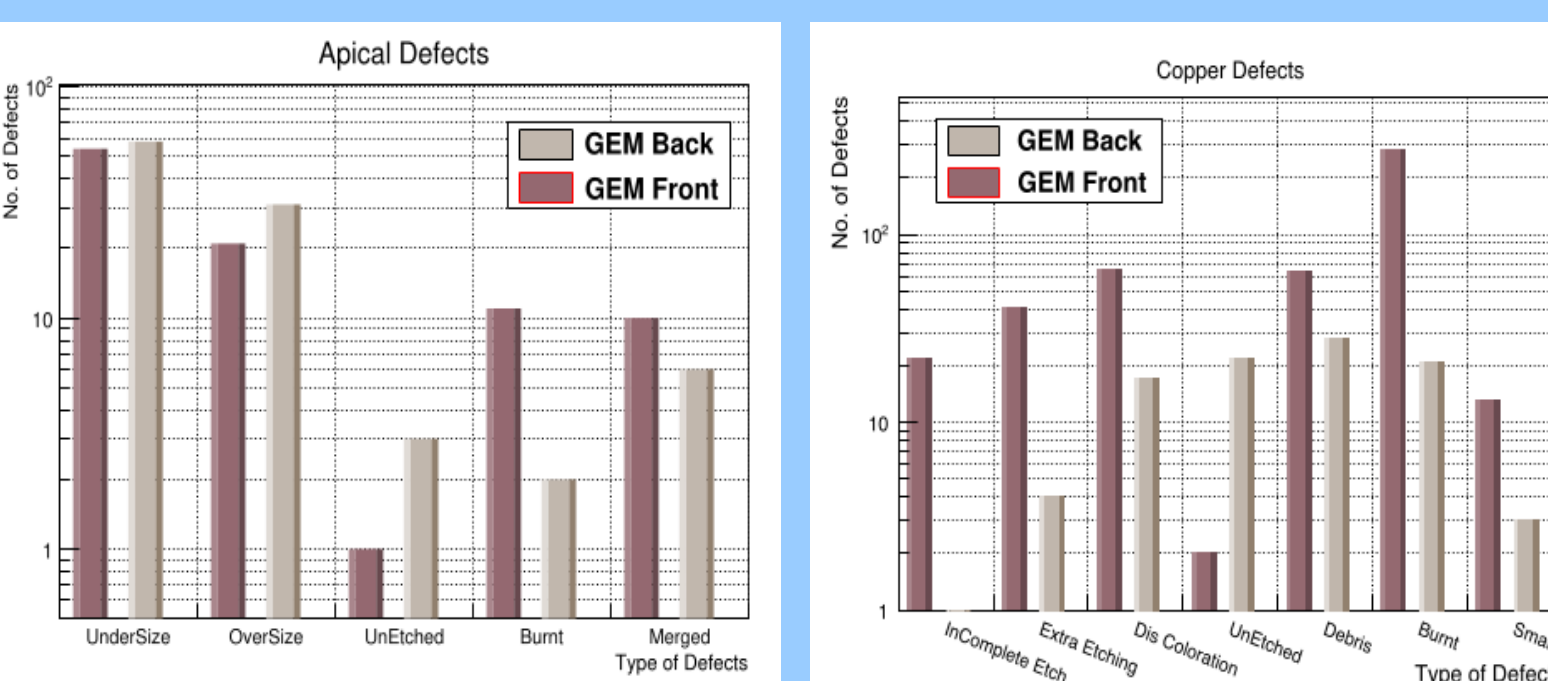 Apical Defects
No. of Defects
10²
10
1
GEM Back
GEM Front
UnderSize OverSize UnEtched Burnt Merged
Type of Defects
Copper Defects
No. of Defects
10²
10
1
GEM Back
GEM Front
InComplete Etch Extra Etching Dis Coloration UnEtched Debris Burnt
Type of